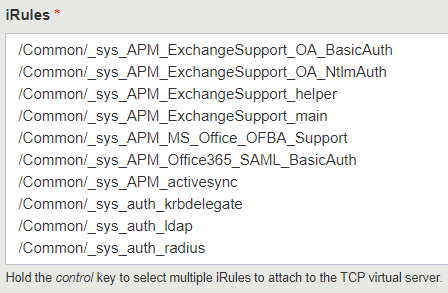 iRules *
/Common/_sys_APM_ExchangeSupport_OA_BasicAuth
/Common/_sys_APM_ExchangeSupport_OA_NtlmAuth
/Common/_sys_APM_ExchangeSupport_helper
/Common/_sys_APM_ExchangeSupport_main
/Common/_sys_APM_MS_Office_OFBA_Support
/Common/_sys_APM_Office365_SAML_BasicAuth
/Common/_sys_APM_activesync
/Common/_sys_auth_krbdelegate
/Common/_sys_auth_ldap
/Common/_sys_auth_radius
Hold the control key to select multiple iRules to attach to the TCP virtual server.